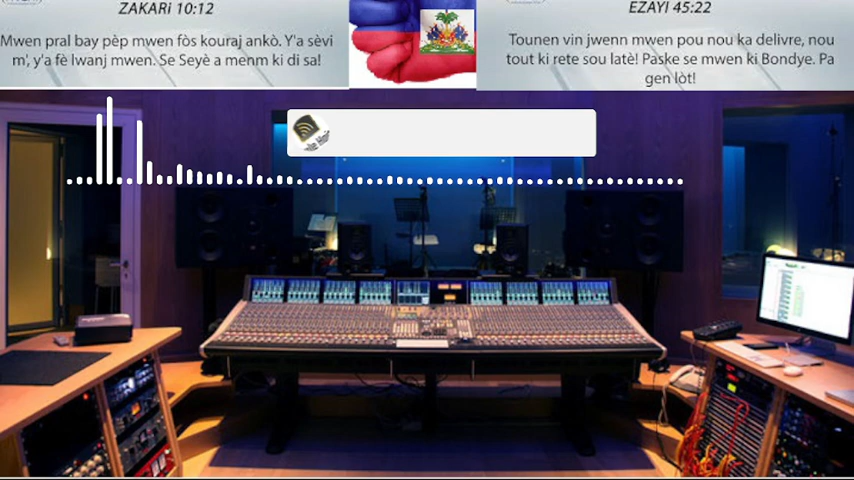 ZAKARi 10:12
Mwen pral bay pèp mwen fòs kouraj ankò. Y'a sèvi
m', y'a fè lwanj mwen. Se Seyè a menm ki di sa!
EZAYI 45:22
Tounen vin jwenn mwen pou nou ka delivre, nou
tout ki rete sou latè! Paske se mwen ki Bondye. Pa
gen lòt!